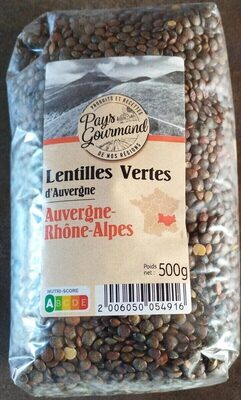 PRODUITS ET RECETTES
Pays
Gourmand
DE NOS RÉGIONS
Lentilles Vertes
d'Auvergne
Auvergne-
Rhône-Alpes
Poids
net : 500g
NUTRI-SCORE
A B C D E
2 006050 054916